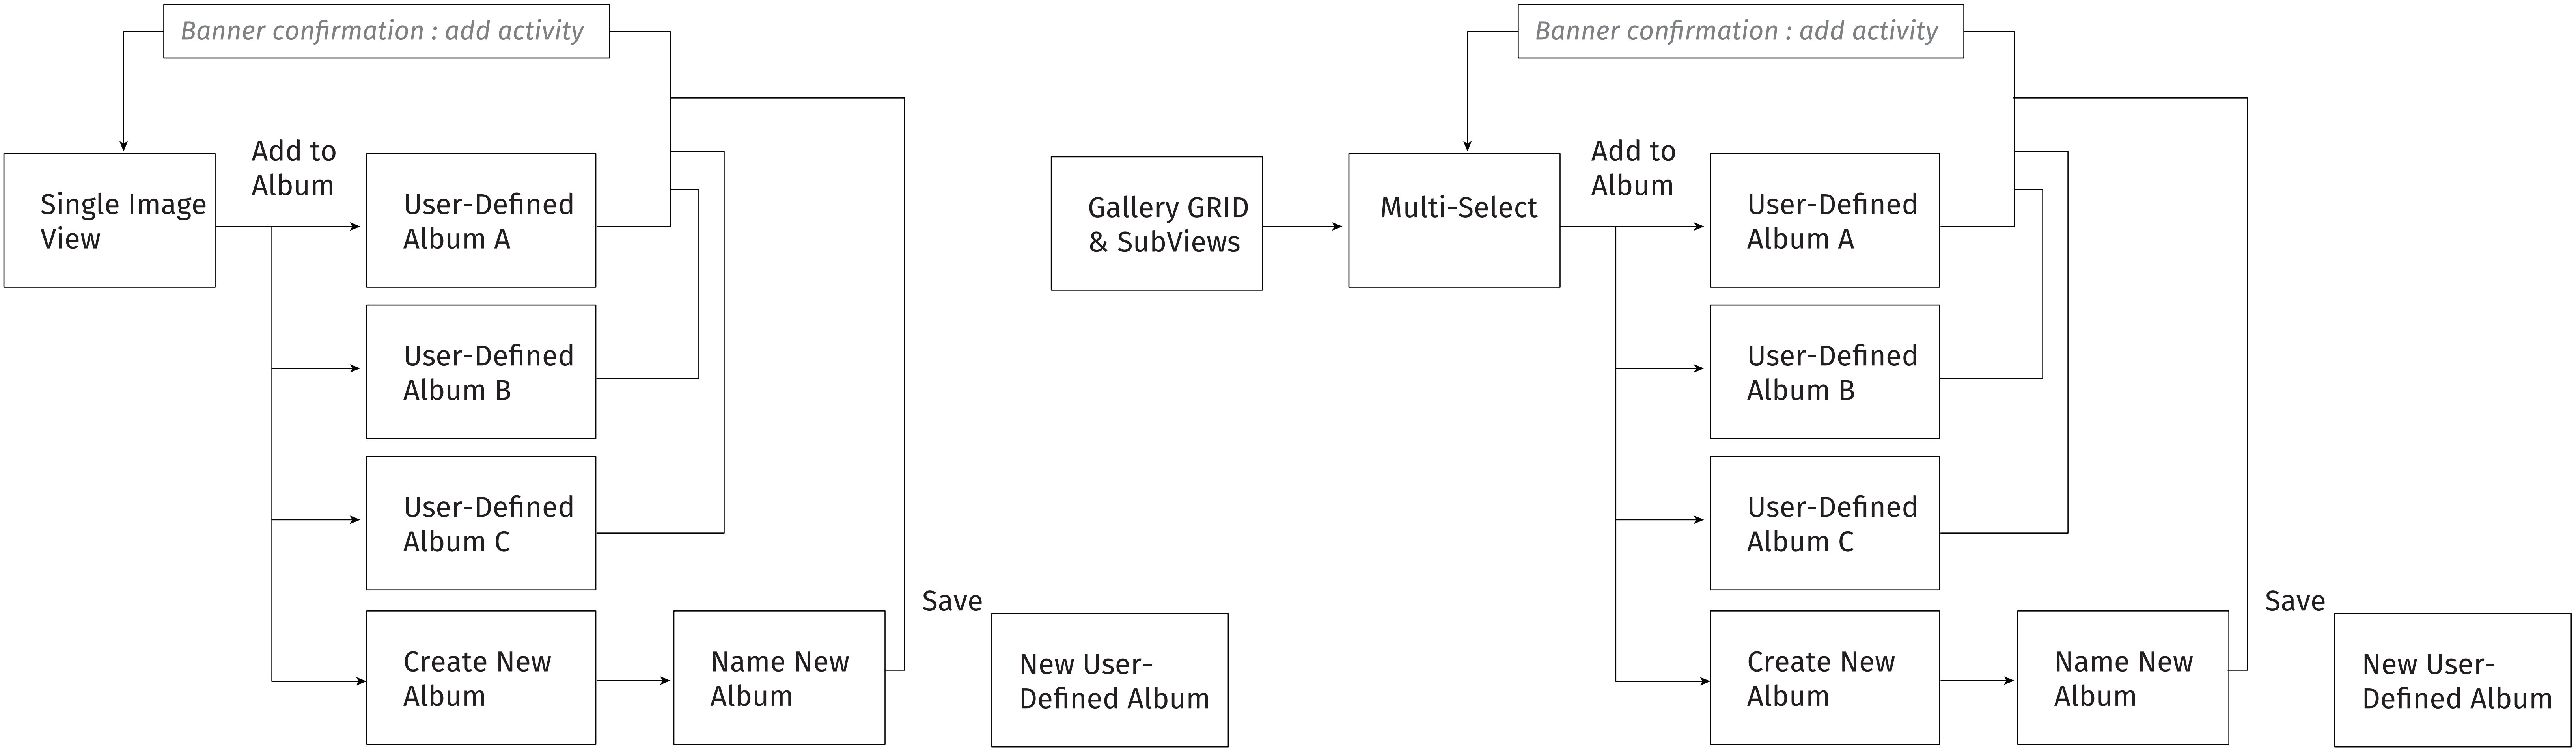 Banner confirmation : add activity
Add to
Album
Single Image
View
User-Defined
Album A
User-Defined
Album B
User-Defined
Album C
Create New
Album
Name New
Album
Save
New User-
Defined Album
Banner confirmation : add activity
Gallery GRID
& SubViews
Multi-Select
Add to
Album
User-Defined
Album A
User-Defined
Album B
User-Defined
Album C
Create New
Album
Name New
Album
Save
New User-
Defined Album